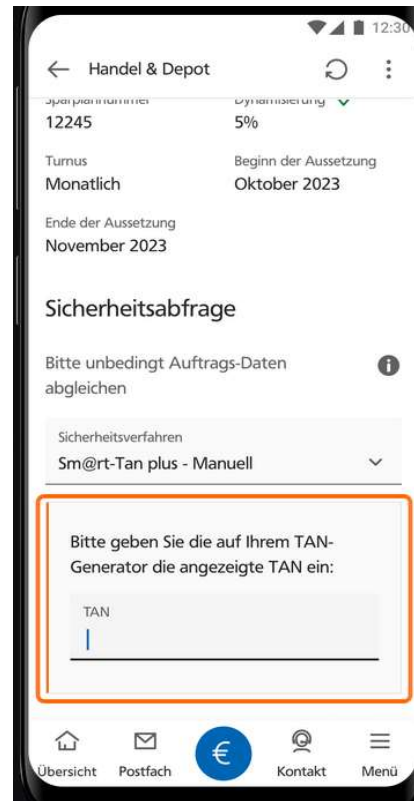 12:30
Handel & Depot
Sparplannummer Dynamisierung
12245 5%
Turnus Beginn der Aussetzung
Monatlich Oktober 2023
Ende der Aussetzung
November 2023
Sicherheitsabfrage
Bitte unbedingt Auftrags-Daten
abgleichen
Sicherheitsverfahren
Sm@rt-Tan plus - Manuell
Bitte geben Sie die auf Ihrem TAN-
Generator die angezeigte TAN ein:
TAN
€
Übersicht Postfach Kontakt Menü